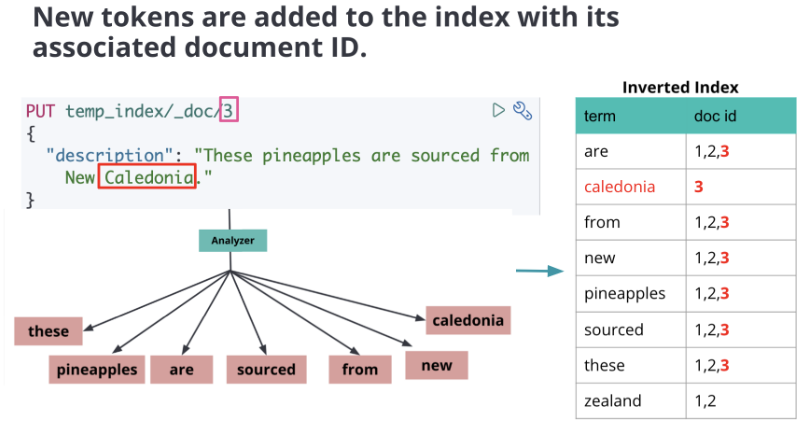 New tokens are added to the index with its
associated document ID.
PUT temp_index/_doc/3
{
"description": "These pineapples are sourced from
New Caledonia."
}
Analyzer
these
pineapples
are
sourced
from
new
caledonia
Inverted Index
term doc id
are 1,2,3
caledonia 3
from 1,2,3
new 1,2,3
pineapples 1,2,3
sourced 1,2,3
these 1,2,3
zealand 1,2